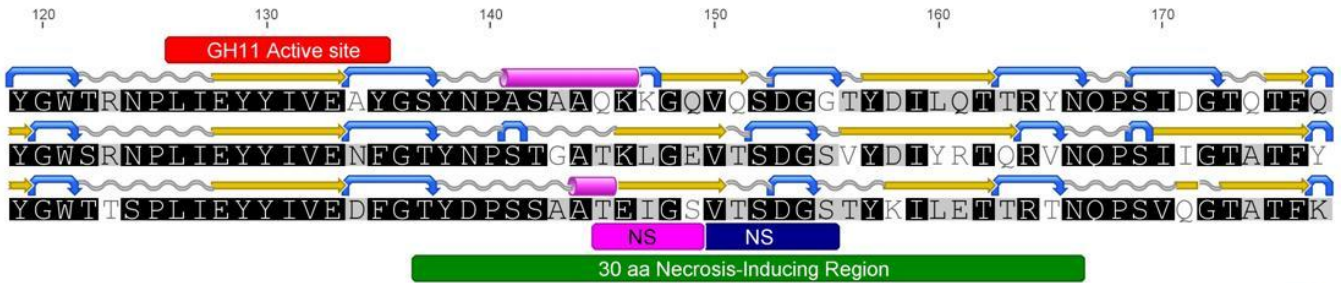 120 130 140 150 160 170
GH11 Active site
YGWTRNPLIEYYIVEAYGSYNPASAAQKKGQVQSDGGTYDILQTTRYNQPSIDGTQTFQ
YGWSRNPLIEYYIVENFGTYNPSTGATKLGEVTSDGSVYDIYRTQRVNQPSIIGTATFY
YGWTTSPLIEYYIVEDFGTYDPSSAATEIGSVTSDGSTYKILETTRTNQPSVQGTATFK
NS NS
30 aa Necrosis-Inducing Region